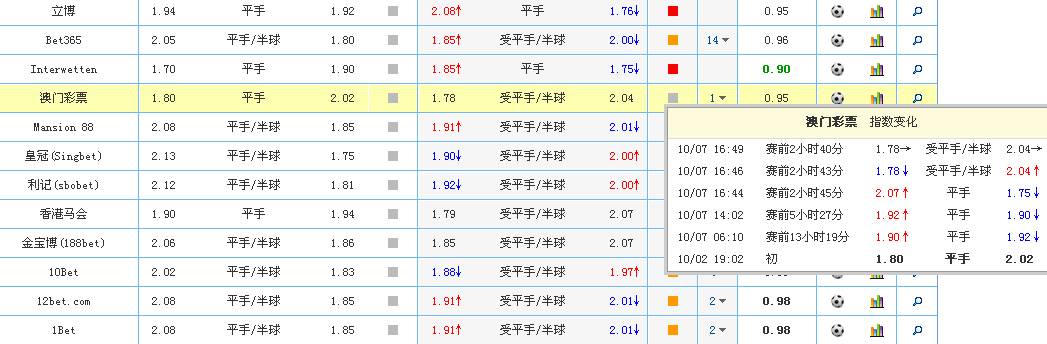 立博 1.94 平手 1.92 2.08↑ 平手 1.76↓ 0.95
Bet365 2.05 平手/半球 1.80 1.85↑ 受平手/半球 2.00↓ 14 0.96
Interwetten 1.70 平手 1.90 1.85↑ 平手 1.75↓ 0.90
澳门彩票 1.80 平手 2.02 1.78 受平手/半球 2.04 1 0.95
Mansion 88 2.08 平手/半球 1.85 1.91↑ 受平手/半球 2.01↓
皇冠(Singbet) 2.13 平手/半球 1.75 1.90↓ 受平手/半球 2.00↑
利记(sbobet) 2.12 平手/半球 1.81 1.92↓ 受平手/半球 2.00↑
香港马会 1.90 平手 1.94 1.79 受平手/半球 2.07
金宝博(188bet) 2.06 平手/半球 1.86 1.85 受平手/半球 2.07
10Bet 2.02 平手/半球 1.83 1.88↓ 受平手/半球 1.97↑
12bet.com 2.08 平手/半球 1.85 1.91↑ 受平手/半球 2.01↓ 2 0.98
1Bet 2.08 平手/半球 1.85 1.91↑ 受平手/半球 2.01↓ 2 0.98
澳门彩票 指数变化
10/07 16:49 赛前2小时40分 1.78→ 受平手/半球 2.04→
10/07 16:46 赛前2小时43分 1.78↓ 受平手/半球 2.04↑
10/07 16:44 赛前2小时45分 2.07↑ 平手 1.75↓
10/07 14:02 赛前5小时27分 1.92↑ 平手 1.90↓
10/07 06:10 赛前13小时19分 1.90↑ 平手 1.92↓
10/02 19:02 初 1.80 平手 2.02